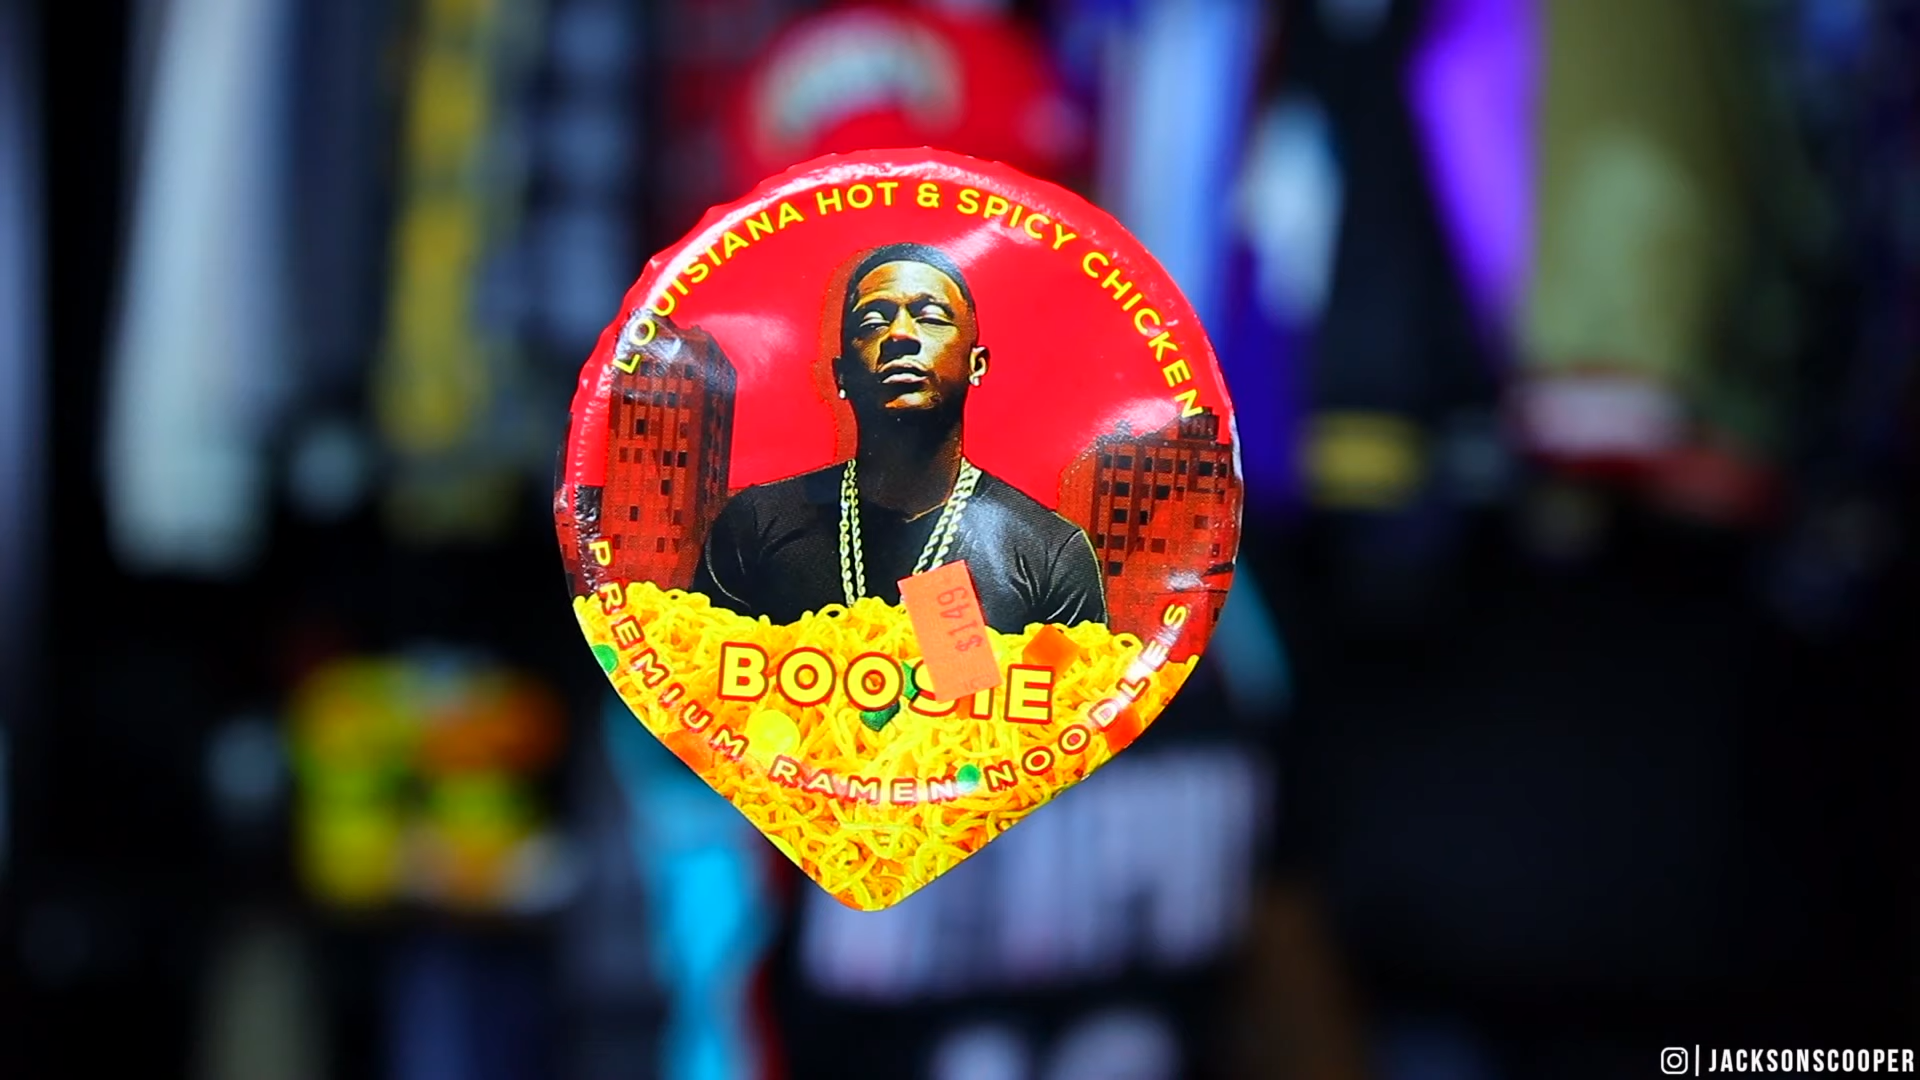 LOUISIANA HOT & SPICY CHICKEN
BOOSIE
$149
PREMIUM RAMEN NOODLES
JACKSONSCOOPER